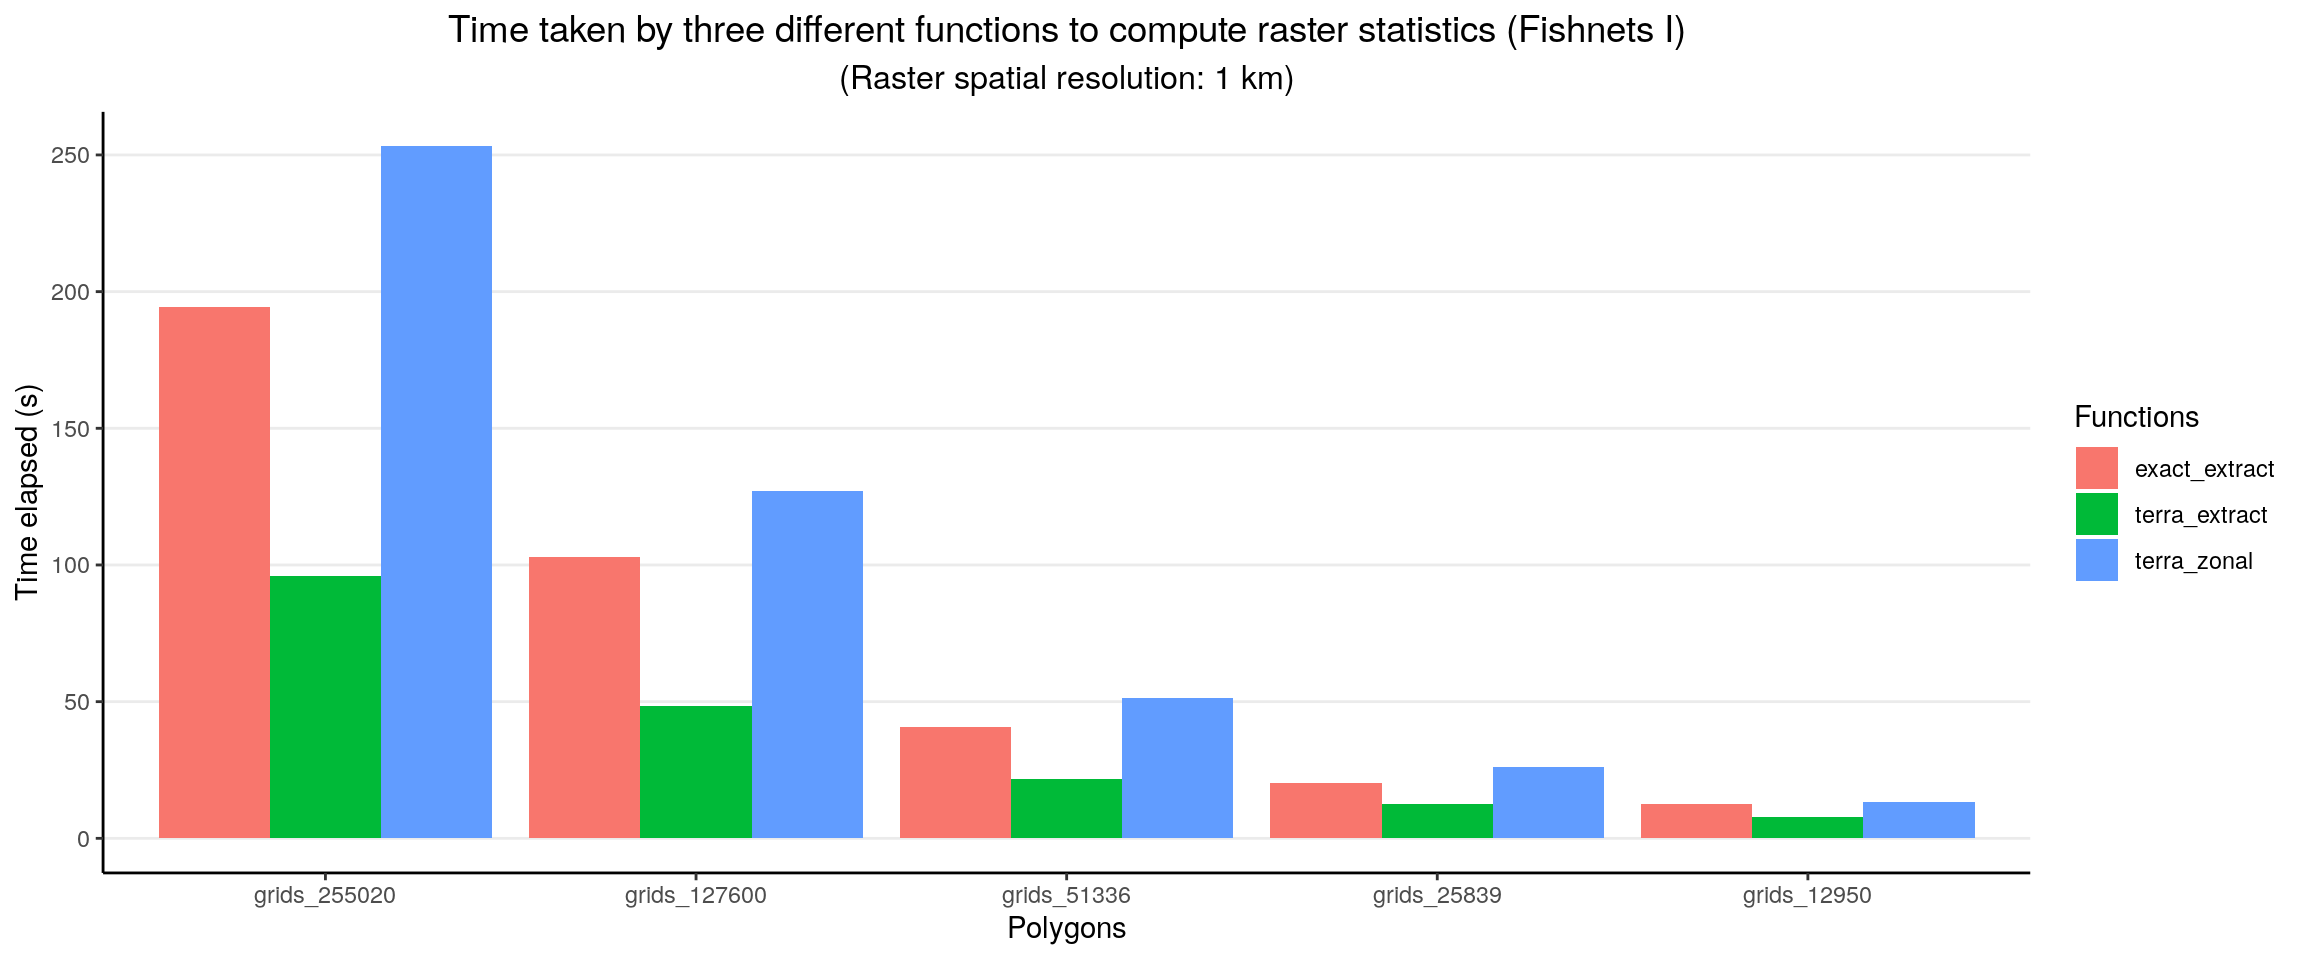 Time taken by three different functions to compute raster statistics (Fishnets I)
(Raster spatial resolution: 1 km)
Time elapsed (s)
250
200
150
100
50
0
grids_255020
grids_127600
grids_51336
grids_25839
grids_12950
Polygons
Functions
exact_extract
terra_extract
terra_zonal